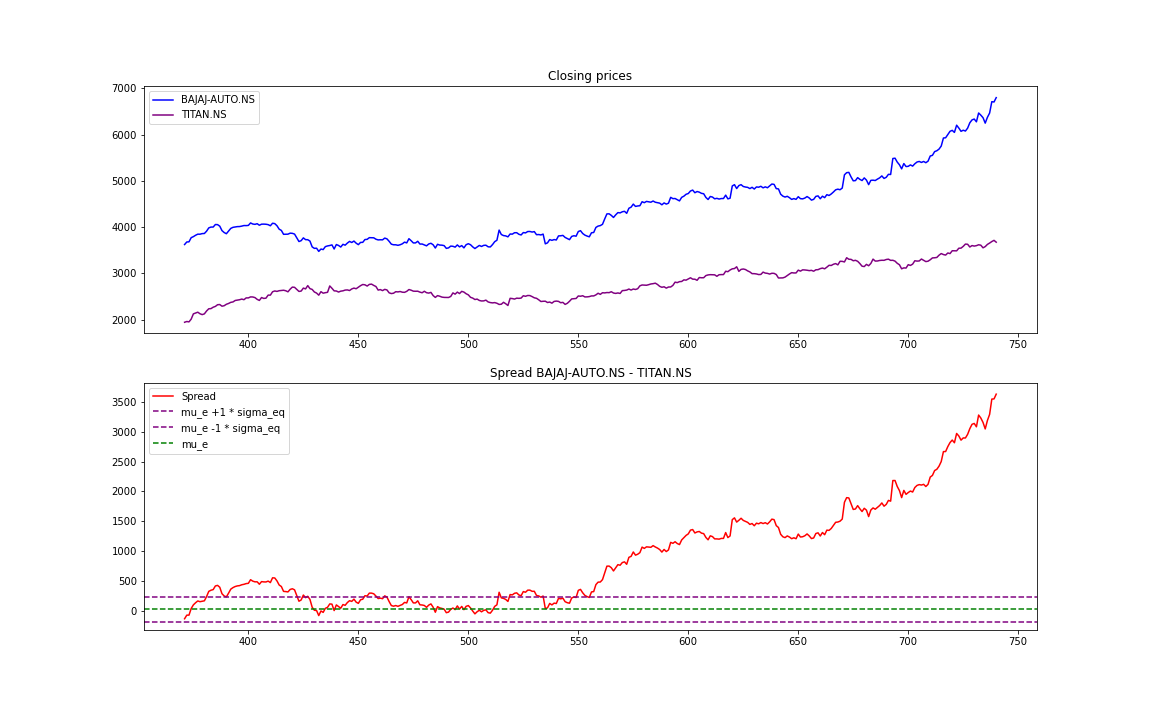 Closing prices
7000
6000
5000
4000
3000
2000
BAJAJ-AUTO.NS
TITAN.NS
400 450 500 550 600 650 700 750
Spread BAJAJ-AUTO.NS - TITAN.NS
3500
3000
2500
2000
1500
1000
500
0
Spread
mu_e +1 * sigma_eq
mu_e -1 * sigma_eq
mu_e
400 450 500 550 600 650 700 750